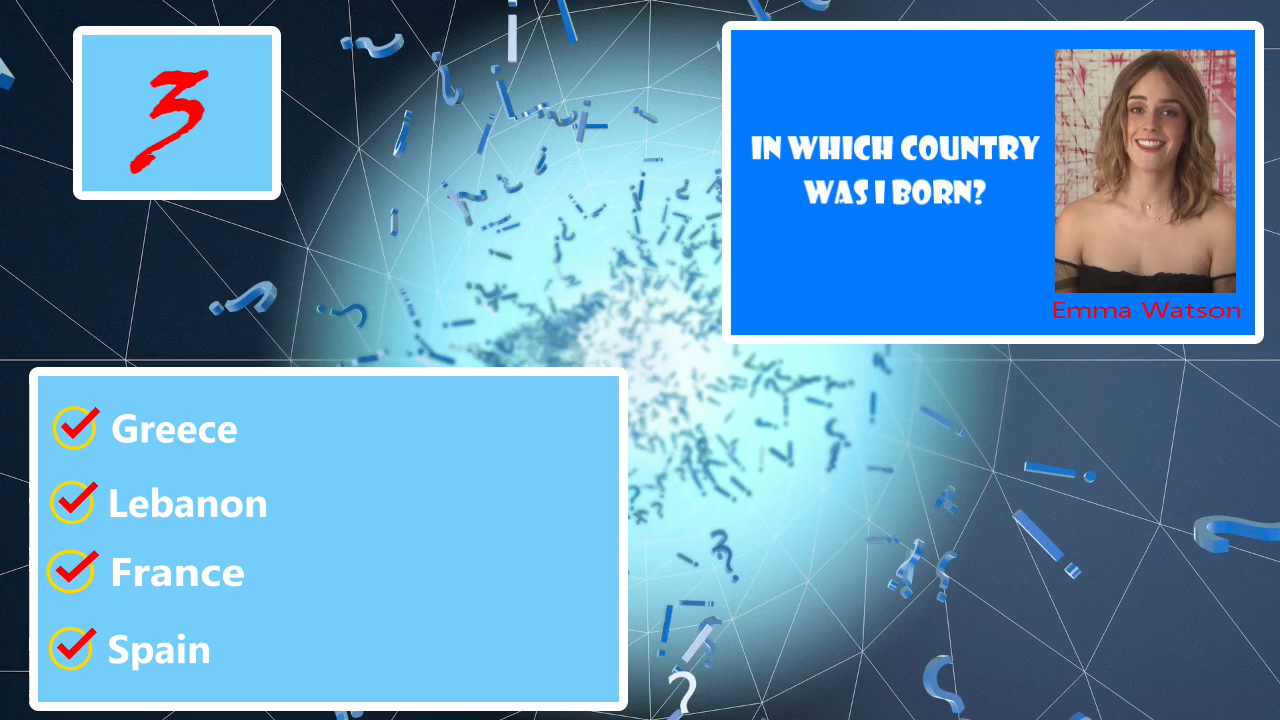 3
IN WHICH COUNTRY
WAS I BORN?
Emma Watson
Greece
Lebanon
France
Spain